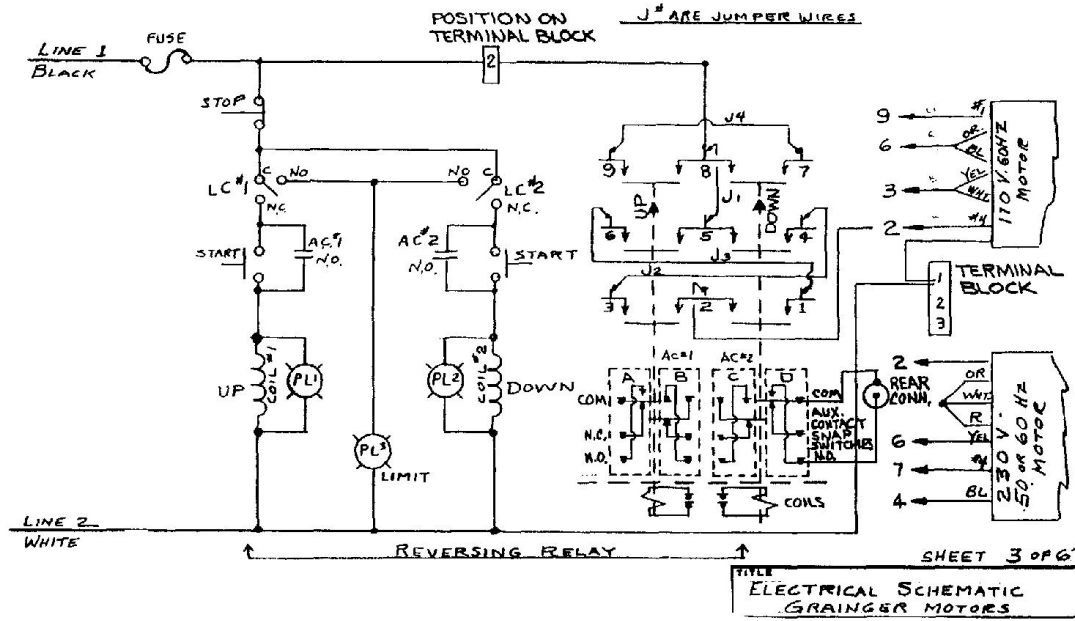 J# ARE JUMPER WIRES
POSITION ON
TERMINAL BLOCK
2
LINE 1
BLACK
FUSE
STOP
C
NO
LC#1
N.C.
NO
C
LC#2
N.C.
START
AC#1
N.O.
AC#2
N.O.
START
UP
COIL #1
PL1
PL2
COIL #2
DOWN
PL3
LIMIT
LINE 2
WHITE
REVERSING RELAY
J4
9
8
7
UP
J1
DOWN
6
5
4
J3
J2
3
2
1
AC#1
AC#2
A
B
C
D
COM
N.C.
N.O.
COM
AUX.
CONTACT
SNAP
SWITCHES
N.O.
COILS
REAR
CONN.
9
#1
6
OR
BL
3
YEL
WHT
2
#4
110 V. 60HZ
MOTOR
TERMINAL
BLOCK
1
2
3
2
OR
WHT
R
6
YEL
7
4
BL
230 V
50 OR 60 HZ
MOTOR
SHEET 3 OF 6
TITLE
ELECTRICAL SCHEMATIC
GRAINGER MOTORS